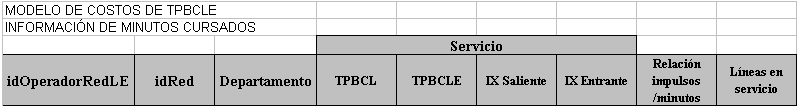 MODELO DE COSTOS DE TPBCLE
INFORMACIÓN DE MINUTOS CURSADOS
Servicio
idOperadorRedLE idRed Departamento TPBCL TPBCLE IX Saliente IX Entrante Relación impulsos /minutos Líneas en servicio